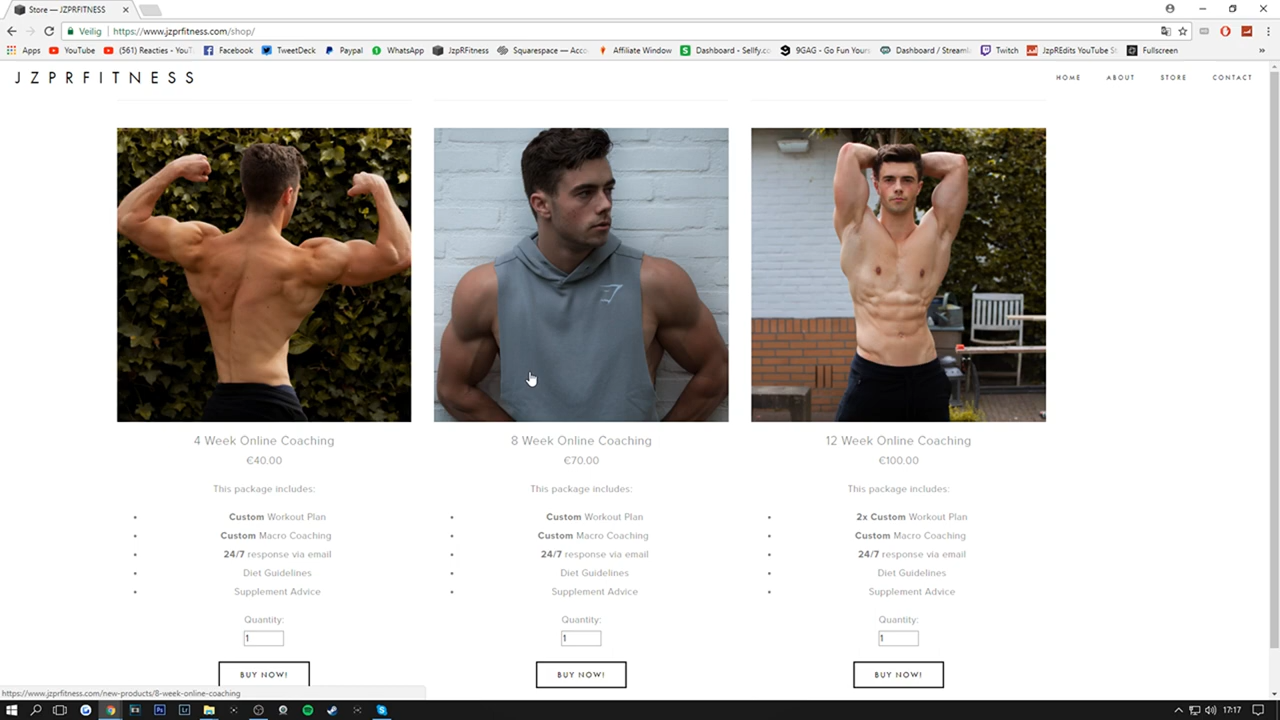 Store — JZPRFITNESS
Veilig
https://www.jzprfitness.com/shop/
Apps
YouTube
(561) Reacties - YouT
Facebook
TweetDeck
Paypal
WhatsApp
JzpRFitness
Squarespace — Acco
Affiliate Window
Dashboard - Sellfy.co
9GAG - Go Fun Yours
Dashboard / Streaml
Twitch
JzpREdits YouTube S
Fullscreen
JZPRFITNESS
HOME
ABOUT
STORE
CONTACT
4 Week Online Coaching
€40.00
This package includes:
• Custom Workout Plan
• Custom Macro Coaching
• 24/7 response via email
• Diet Guidelines
• Supplement Advice
Quantity:
1
BUY NOW!
8 Week Online Coaching
€70.00
This package includes:
• Custom Workout Plan
• Custom Macro Coaching
• 24/7 response via email
• Diet Guidelines
• Supplement Advice
Quantity:
1
BUY NOW!
12 Week Online Coaching
€100.00
This package includes:
• 2x Custom Workout Plan
• Custom Macro Coaching
• 24/7 response via email
• Diet Guidelines
• Supplement Advice
Quantity:
1
BUY NOW!
https://www.jzprfitness.com/new-products/8-week-online-coaching
17:17